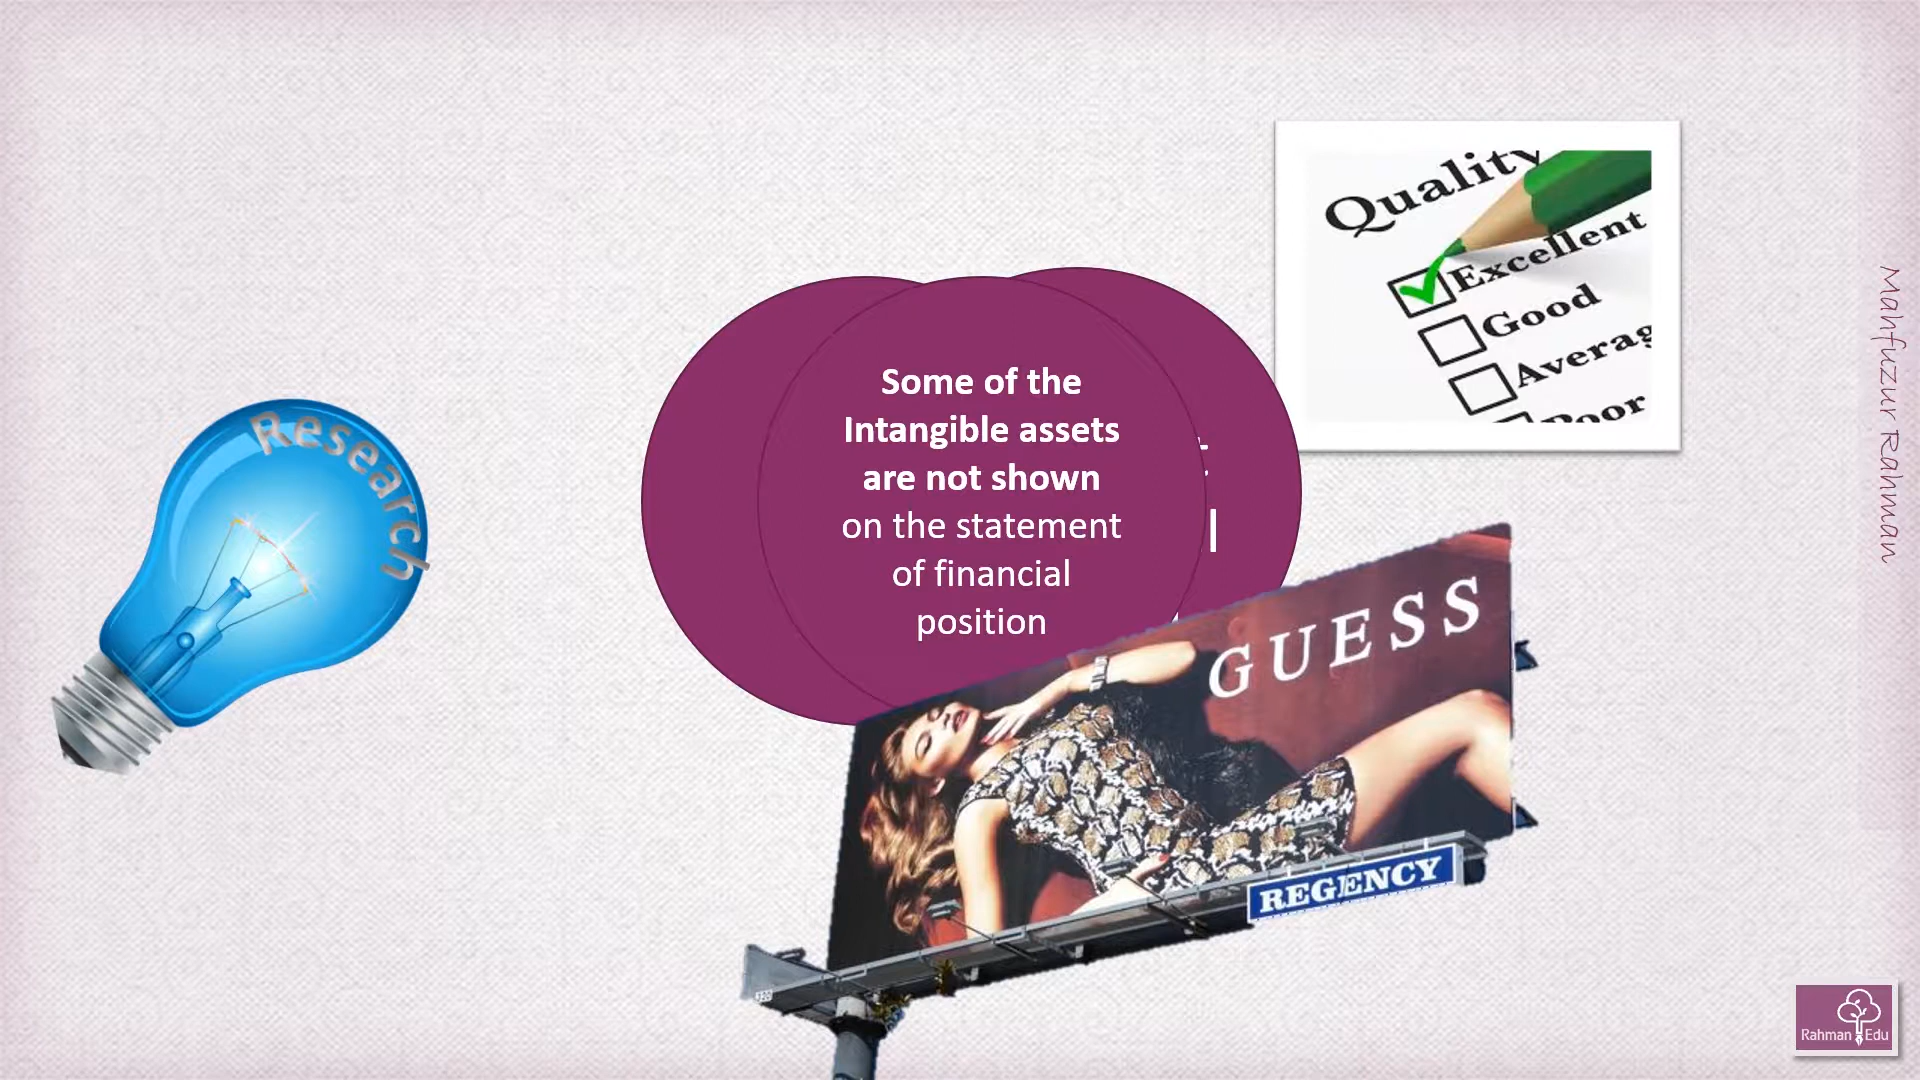 Quality
Excellent
Good
Research
Some of the
Intangible assets
are not shown
on the statement
of financial
position
GUESS
REGENCY
Mahfuzur Rahman
Rahman Edu